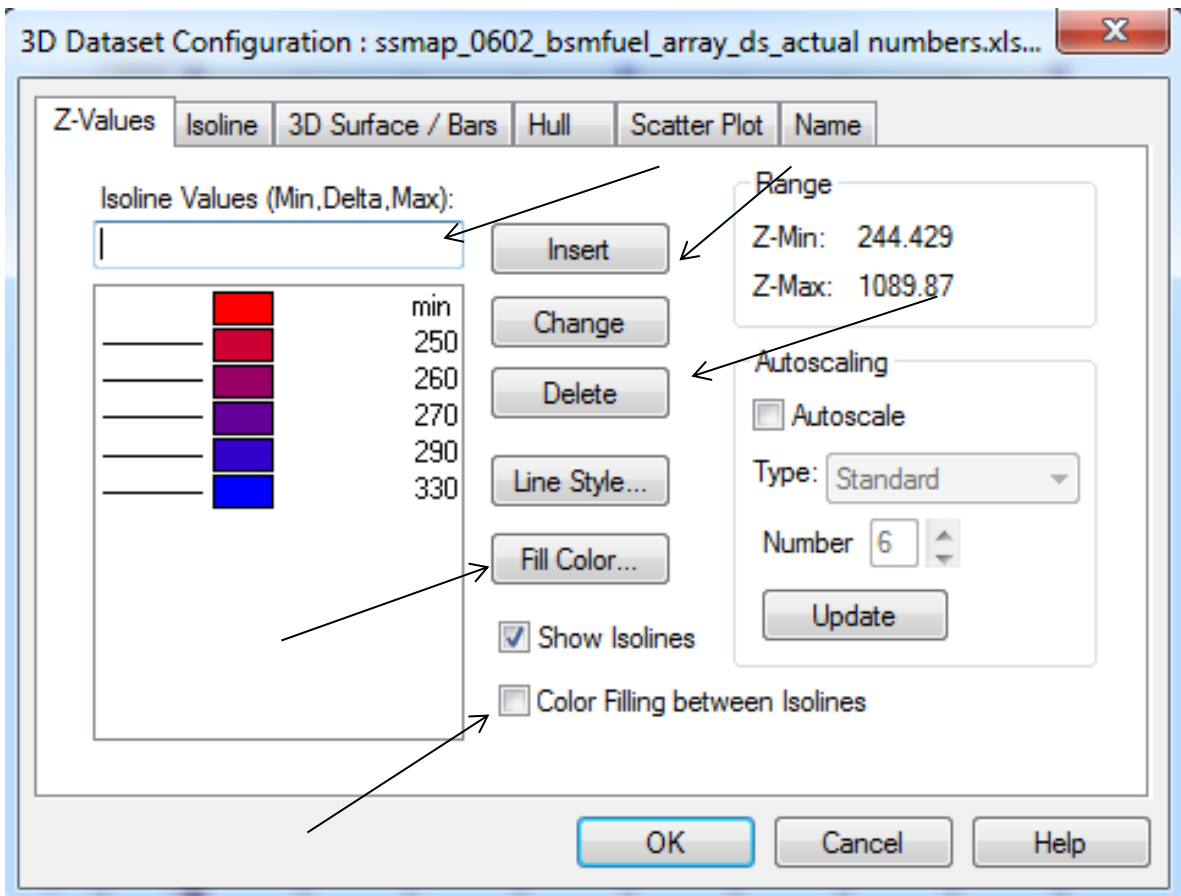 3D Dataset Configuration : ssmap_0602_bsmfuel_array_ds_actual numbers.xls...
Z-Values Isoline 3D Surface / Bars Hull Scatter Plot Name
Isoline Values (Min,Delta,Max):
min
250
260
270
290
330
Insert
Change
Delete
Line Style...
Fill Color...
Show Isolines
Color Filling between Isolines
Range
Z-Min: 244.429
Z-Max: 1089.87
Autoscaling
Autoscale
Type: Standard
Number 6
Update
OK Cancel Help